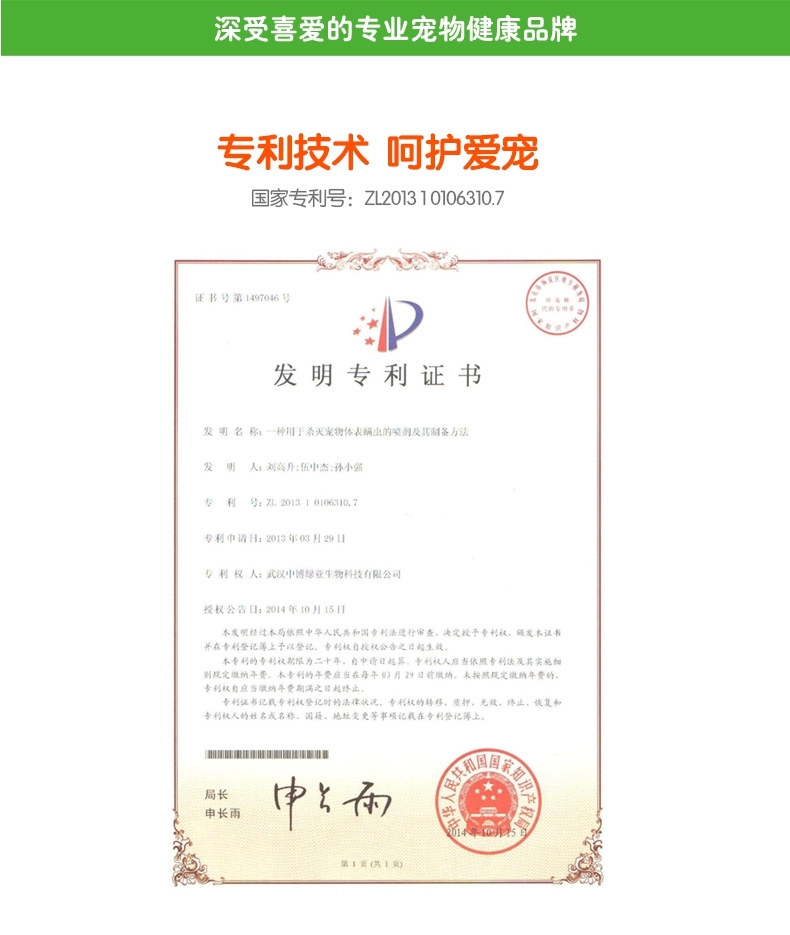 深受喜爱的专业宠物健康品牌
专利技术 呵护爱宠
国家专利号：ZL2013 1 0106310.7
证书号第1497046号
发明专利证书
发明名称：一种用于杀灭宠物体表螨虫的喷剂及其制备方法
发明人：刘高升;伍中杰;孙小强
专利号：ZL 2013 1 0106310.7
专利申请日：2013年03月29日
专利权人：武汉中博绿亚生物科技有限公司
授权公告日：2014年10月15日
本发明经过本局依照中华人民共和国专利法进行审查，决定授予专利权，颁发本证书
并在专利登记簿上予以登记。专利权自授权公告之日起生效。
本专利的专利权期限为二十年，自申请日起算。专利权人应当依照专利法及其实施细
则规定缴纳年费。本专利的年费应当在每年03月29日前缴纳。未按照规定缴纳年费的，
专利权自应当缴纳年费期满之日起终止。
专利证书记载专利权登记时的法律状况。专利权的转移、质押、无效、终止、恢复和
专利权人的姓名或名称、国籍、地址变更等事项记载在专利登记簿上。
局长
申长雨
申长雨
中华人民共和国国家知识产权局
2014年10月15日
第1页(共1页)